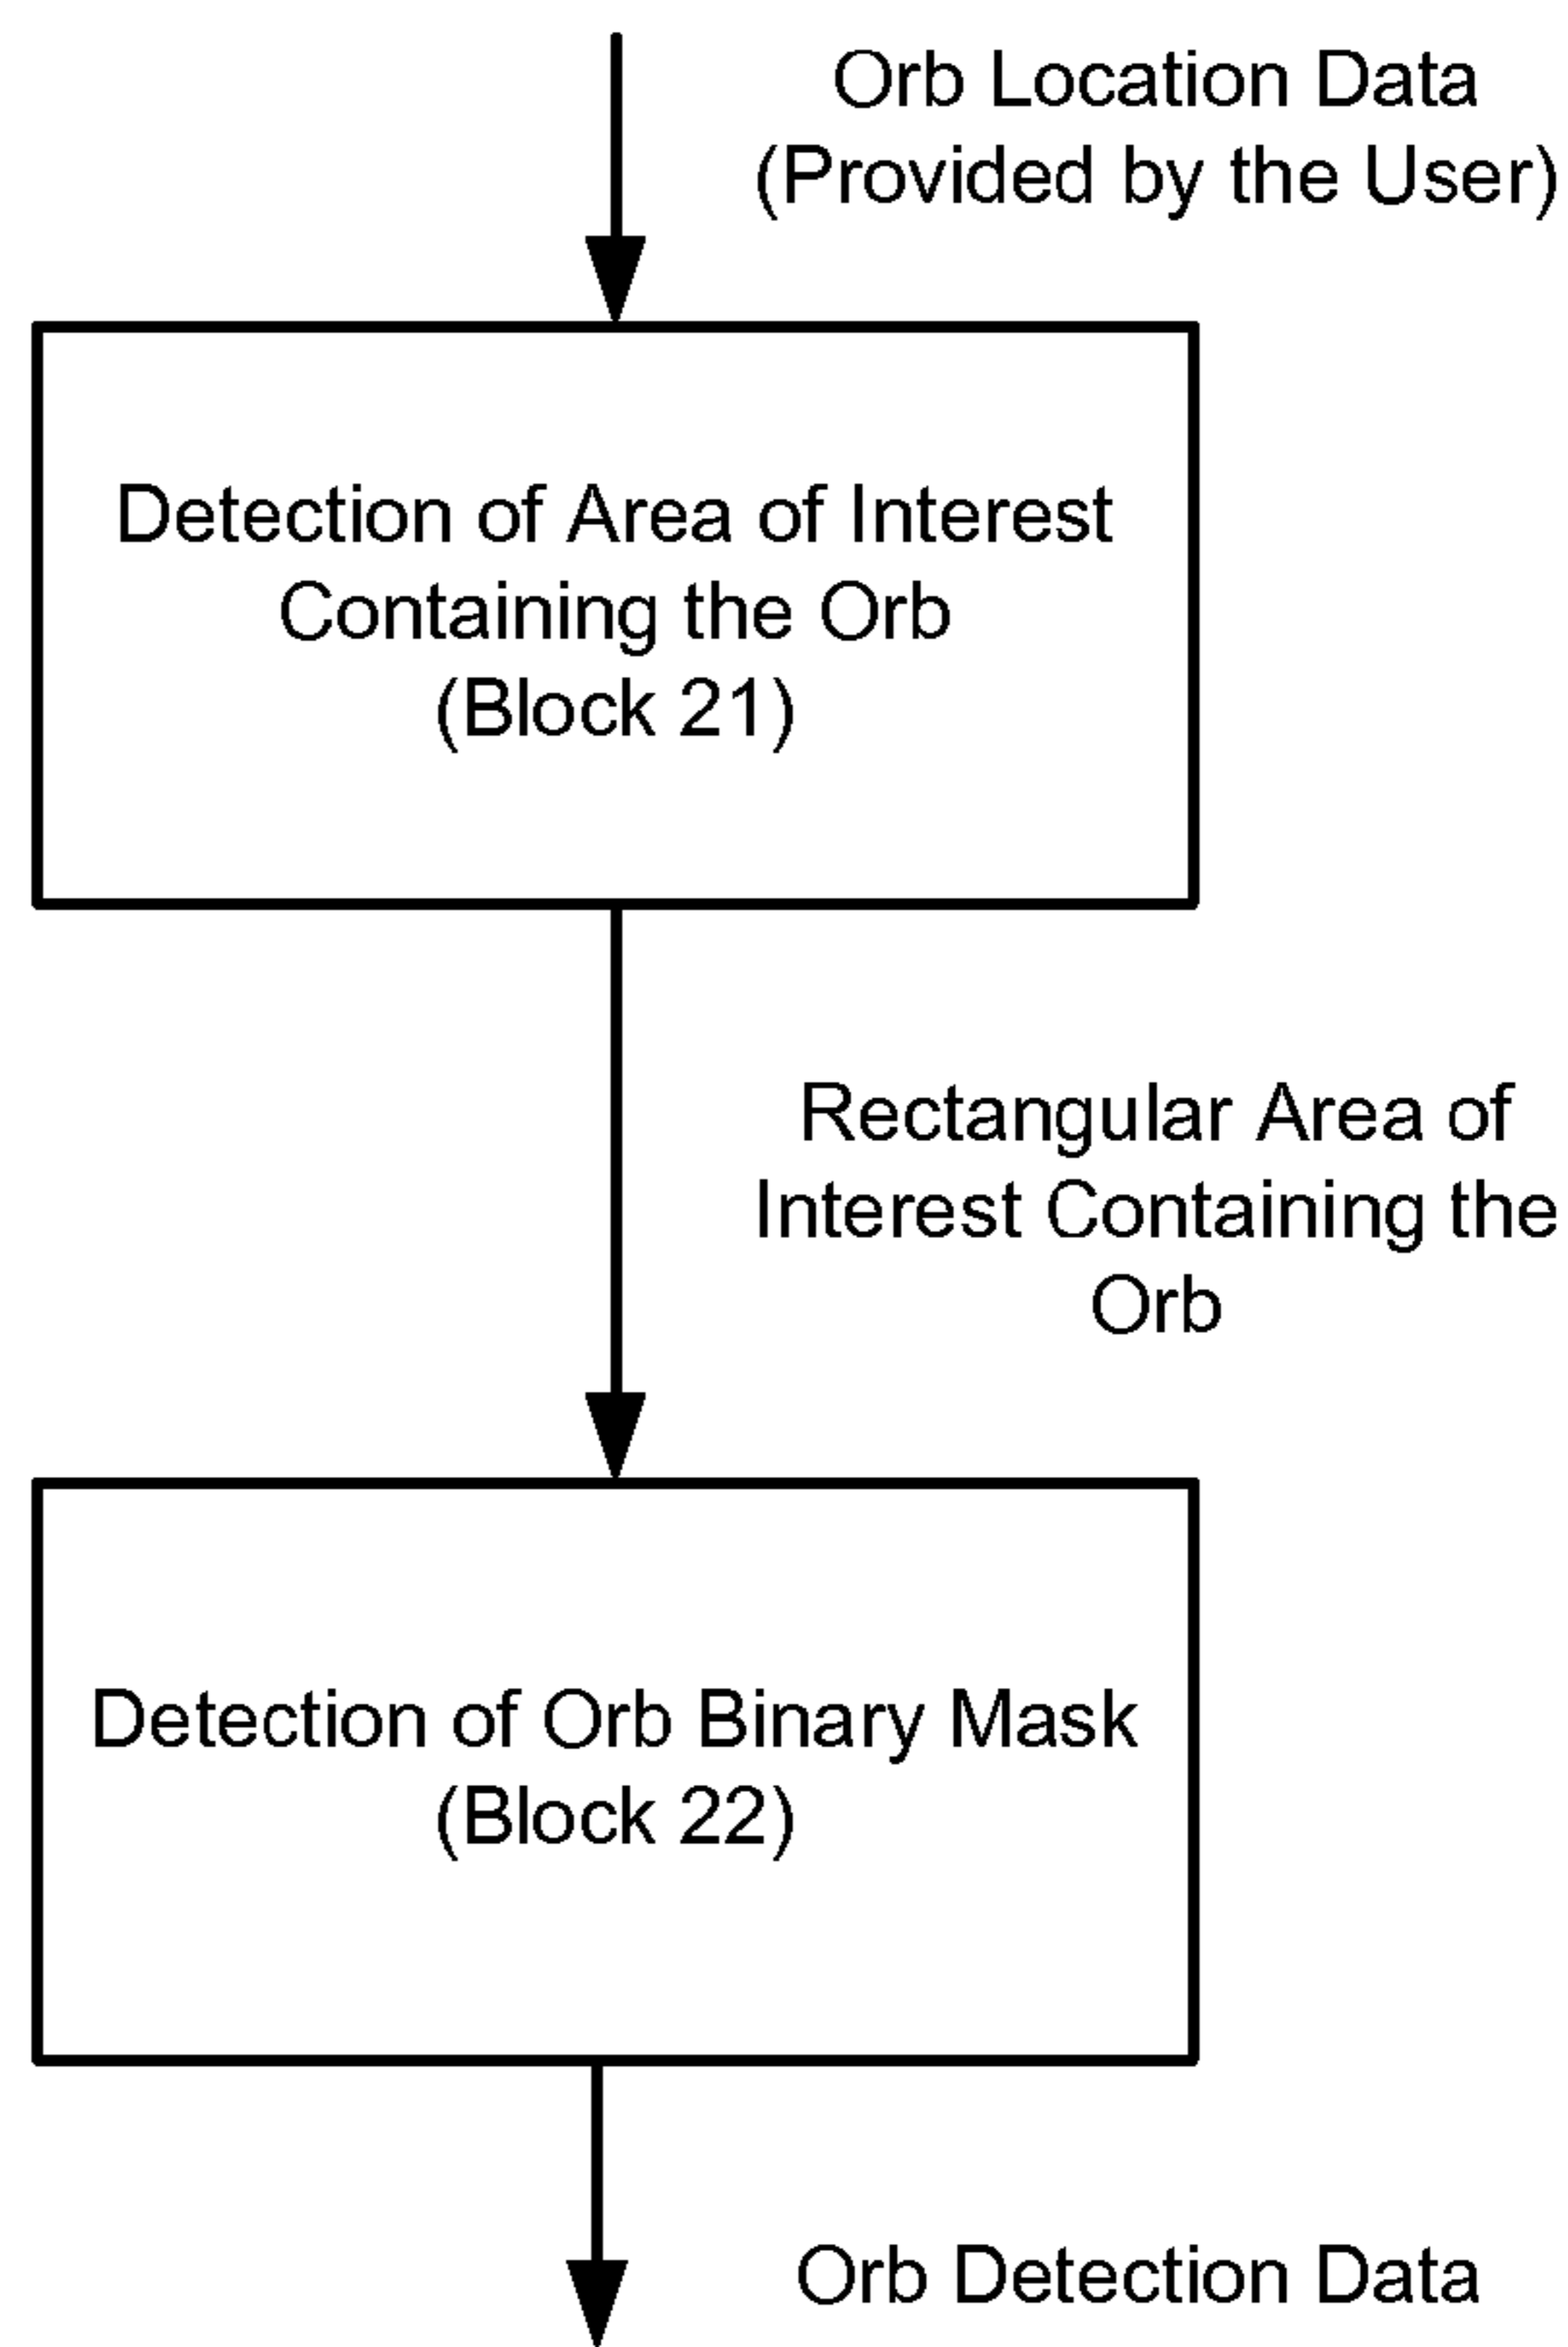 Orb Location Data
(Provided by the User)
Detection of Area of Interest
Containing the Orb
(Block 21)
Rectangular Area of
Interest Containing the
Orb
Detection of Orb Binary Mask
(Block 22)
Orb Detection Data